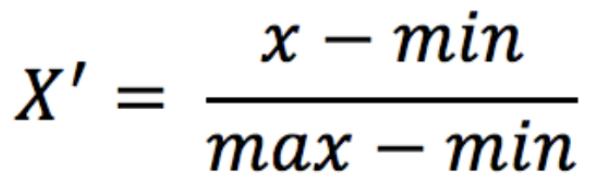 X' = x − min
max − min